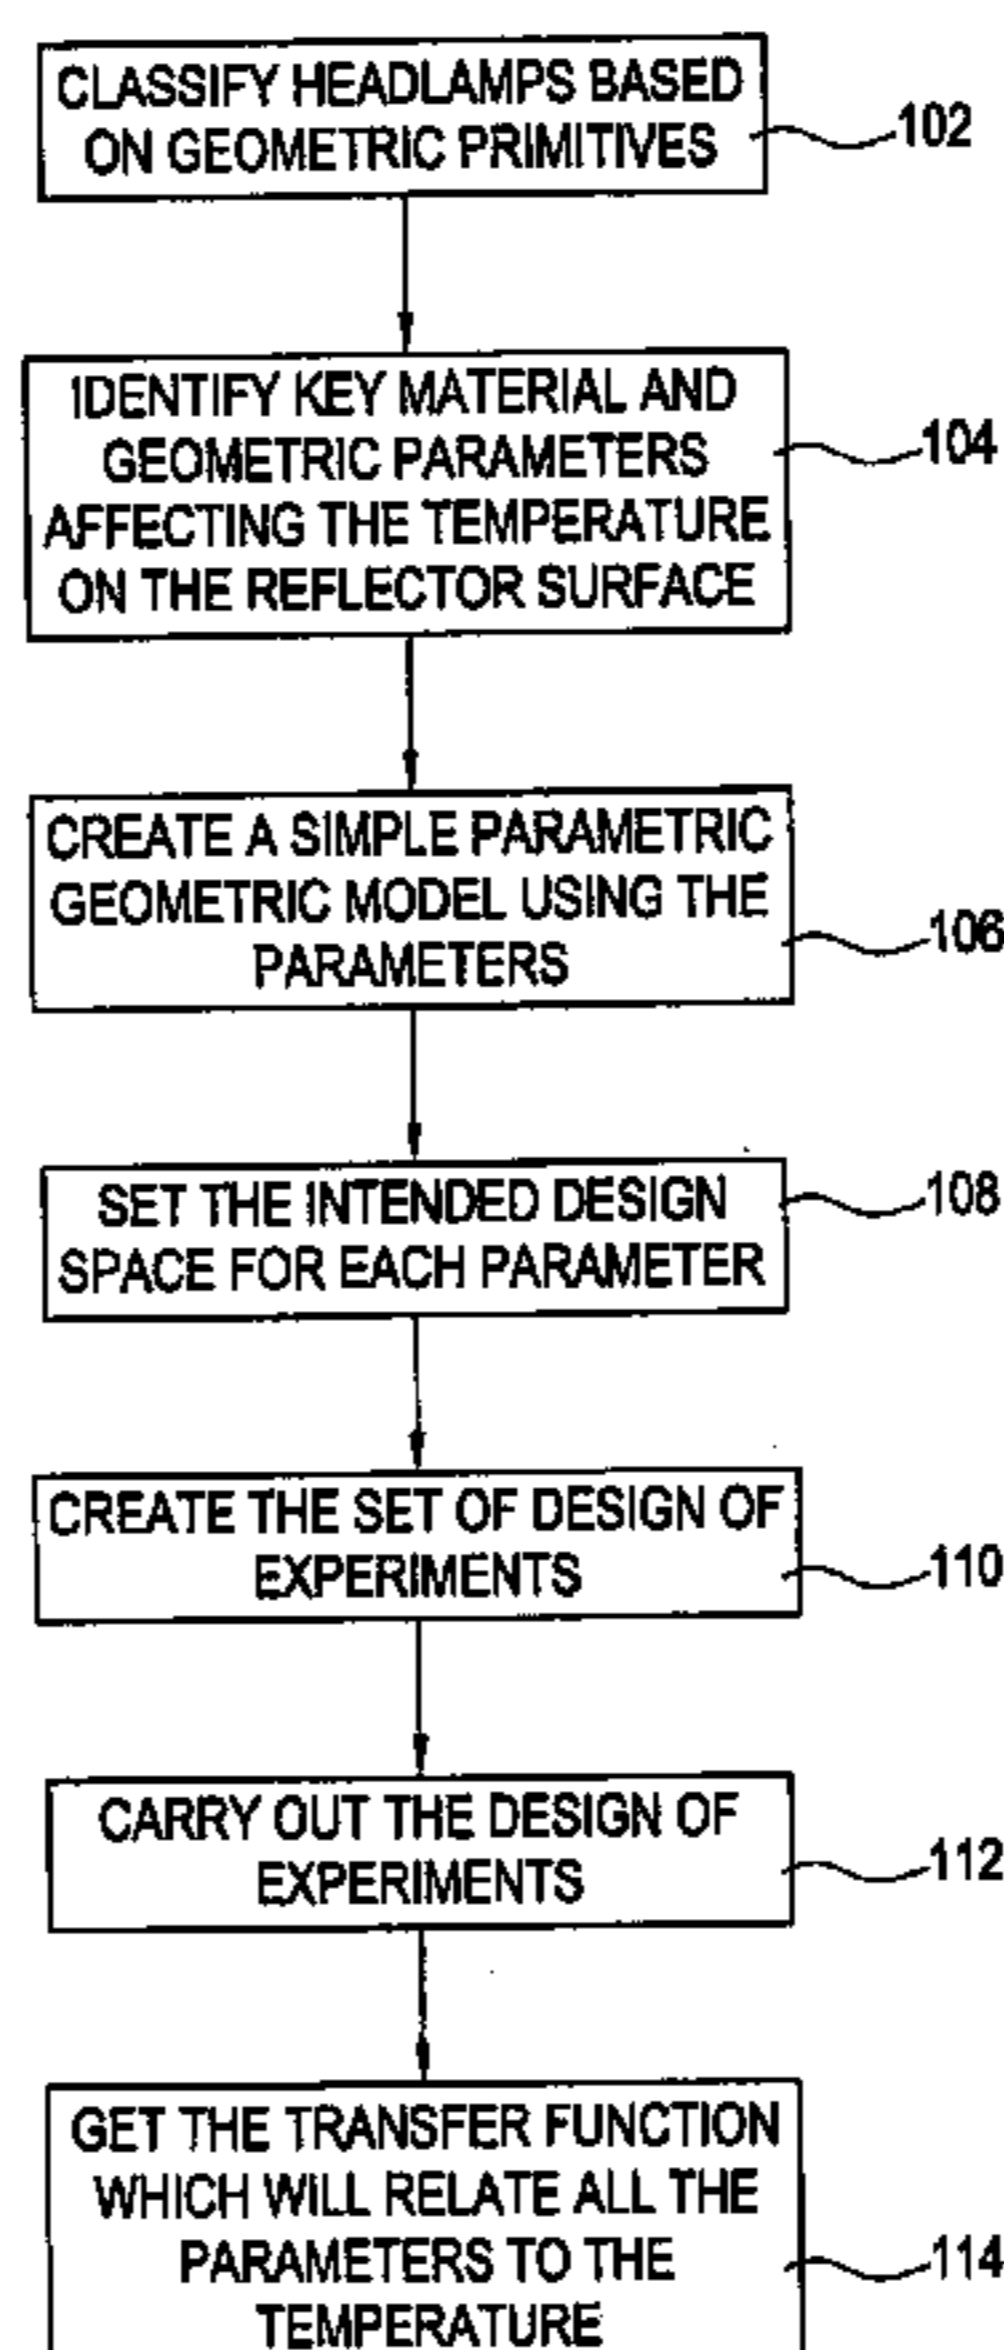 CLASSIFY HEADLAMPS BASED
ON GEOMETRIC PRIMITIVES
102
IDENTIFY KEY MATERIAL AND
GEOMETRIC PARAMETERS
AFFECTING THE TEMPERATURE
ON THE REFLECTOR SURFACE
104
CREATE A SIMPLE PARAMETRIC
GEOMETRIC MODEL USING THE
PARAMETERS
106
SET THE INTENDED DESIGN
SPACE FOR EACH PARAMETER
108
CREATE THE SET OF DESIGN OF
EXPERIMENTS
110
CARRY OUT THE DESIGN OF
EXPERIMENTS
112
GET THE TRANSFER FUNCTION
WHICH WILL RELATE ALL THE
PARAMETERS TO THE
TEMPERATURE
114